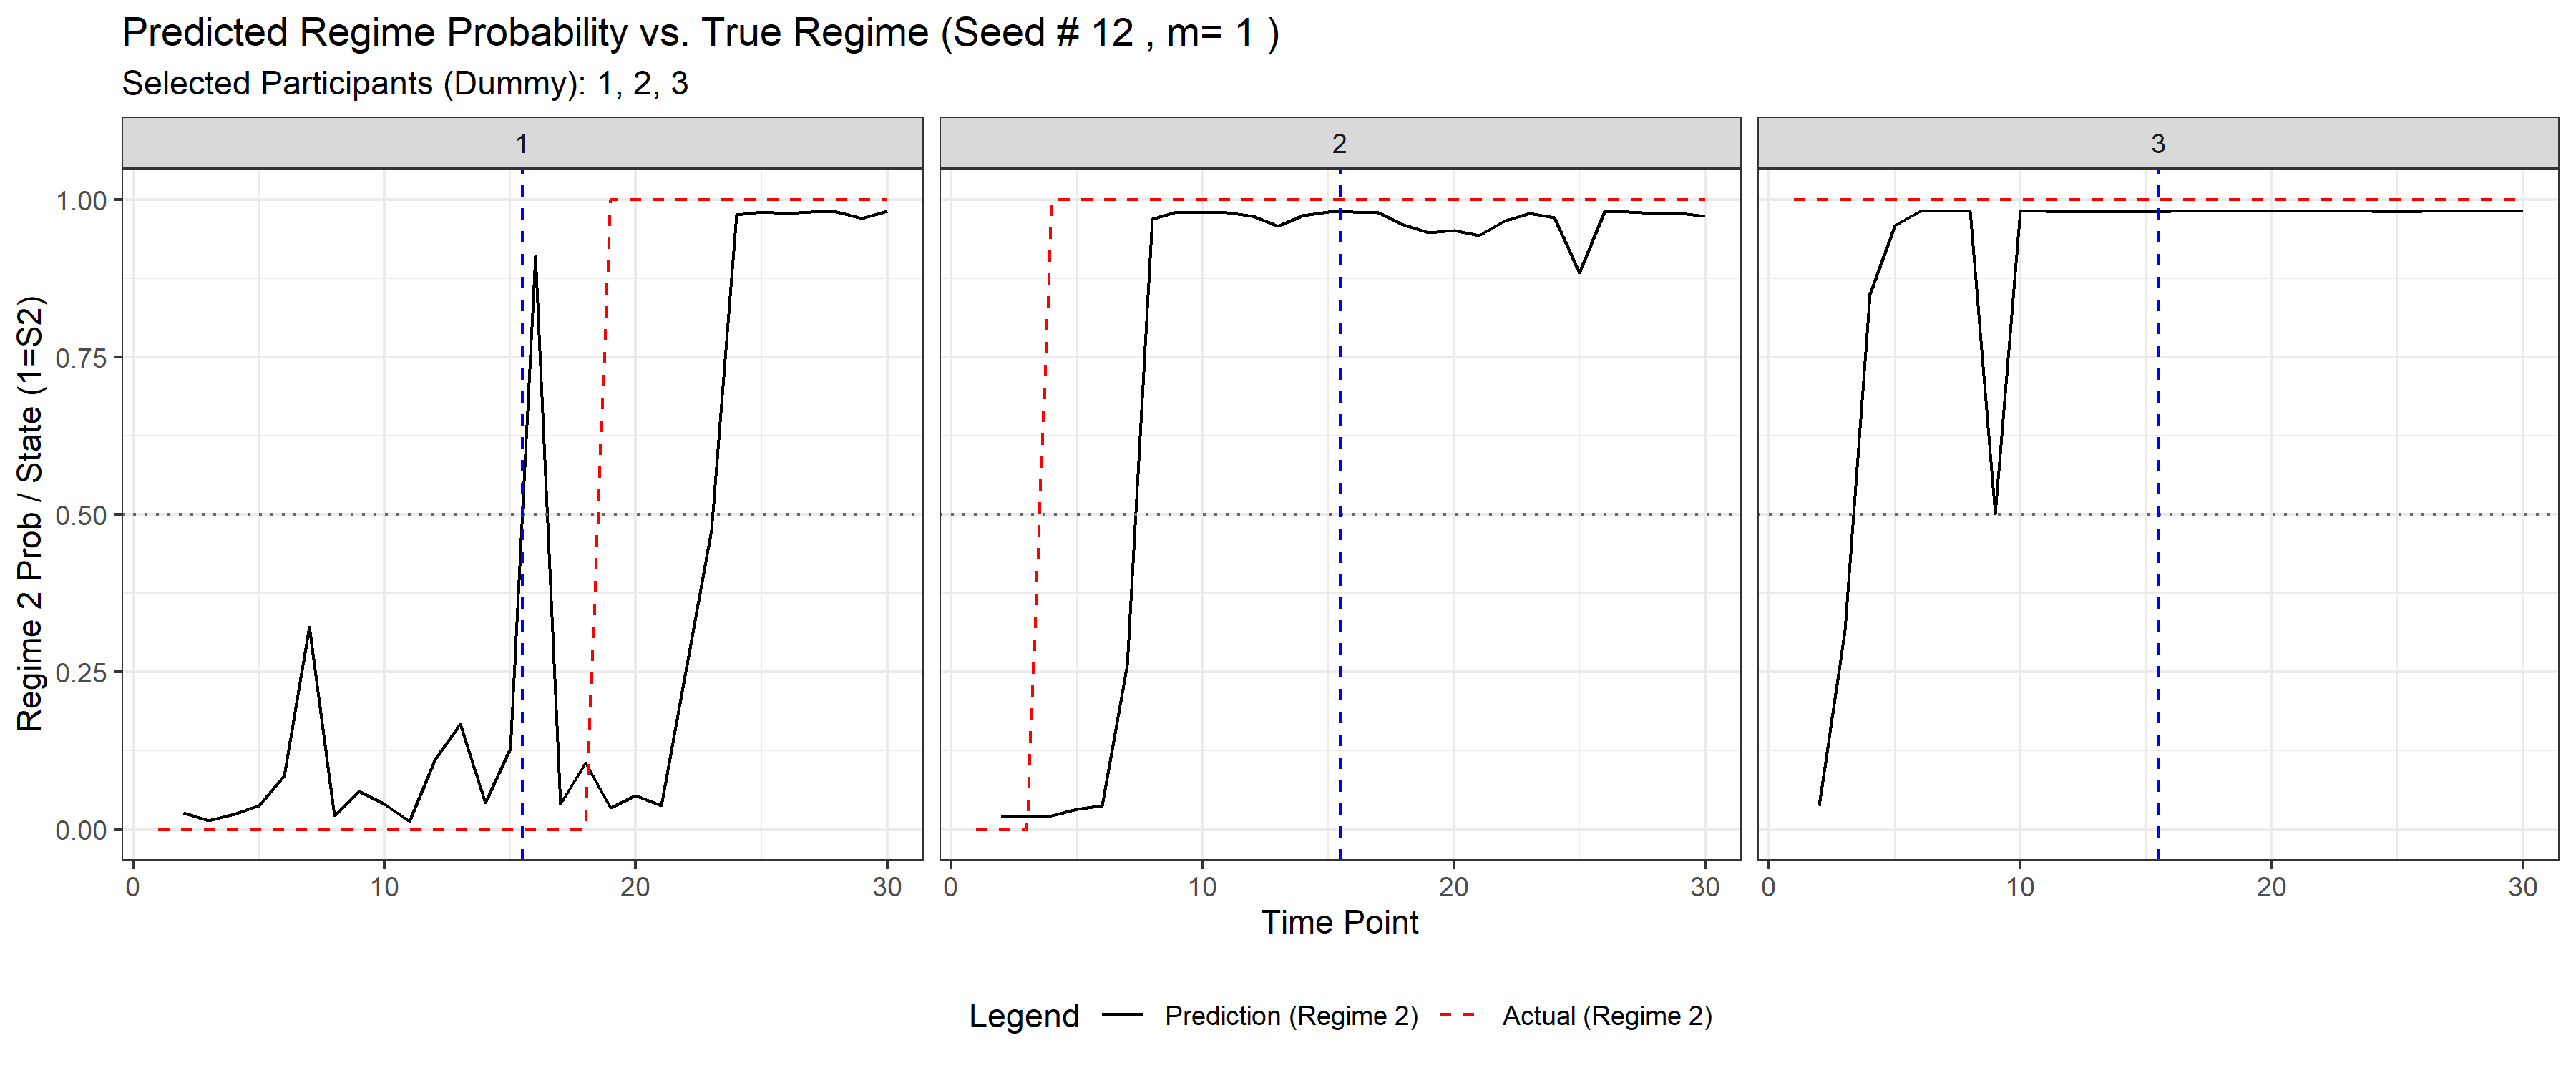 Predicted Regime Probability vs. True Regime (Seed # 12 , m= 1 )
Selected Participants (Dummy): 1, 2, 3
1 2 3
Regime 2 Prob / State (1=S2)
1.00
0.75
0.50
0.25
0.00
0 10 20 30 0 10 20 30 0 10 20 30
Time Point
Legend Prediction (Regime 2) Actual (Regime 2)